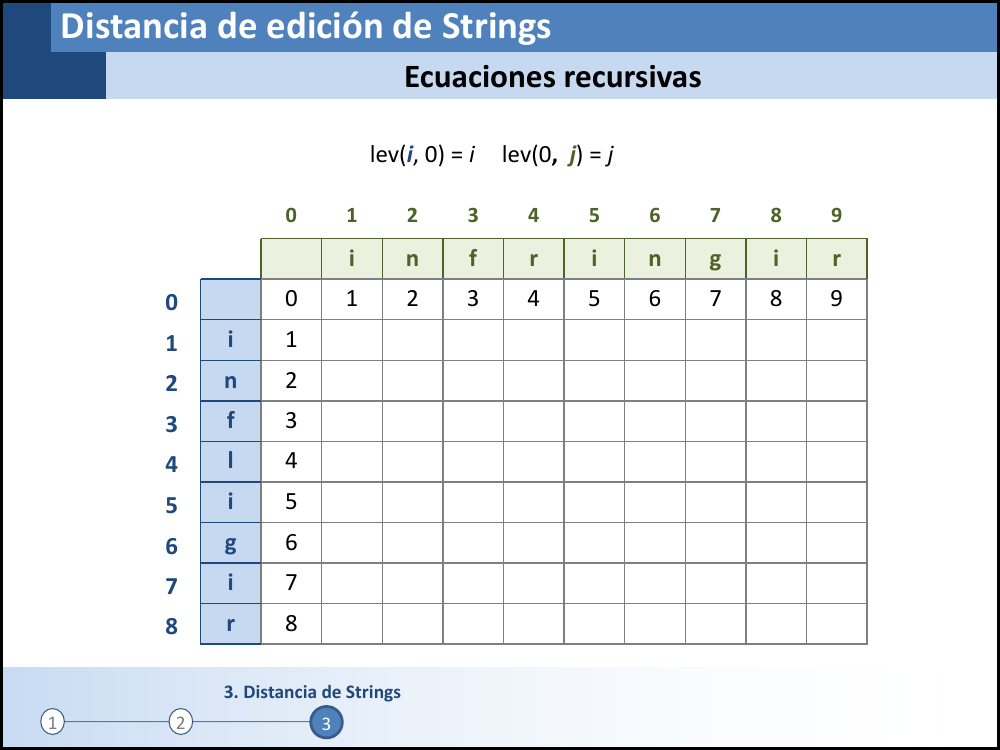 Distancia de edición de Strings
Ecuaciones recursivas
lev(i, 0) = i lev(0, j) = j
0 1 2 3 4 5 6 7 8 9
i n f r i n g i r
0 0 1 2 3 4 5 6 7 8 9
1 i 1
2 n 2
3 f 3
4 l 4
5 i 5
6 g 6
7 i 7
8 r 8
3. Distancia de Strings
1 2 3